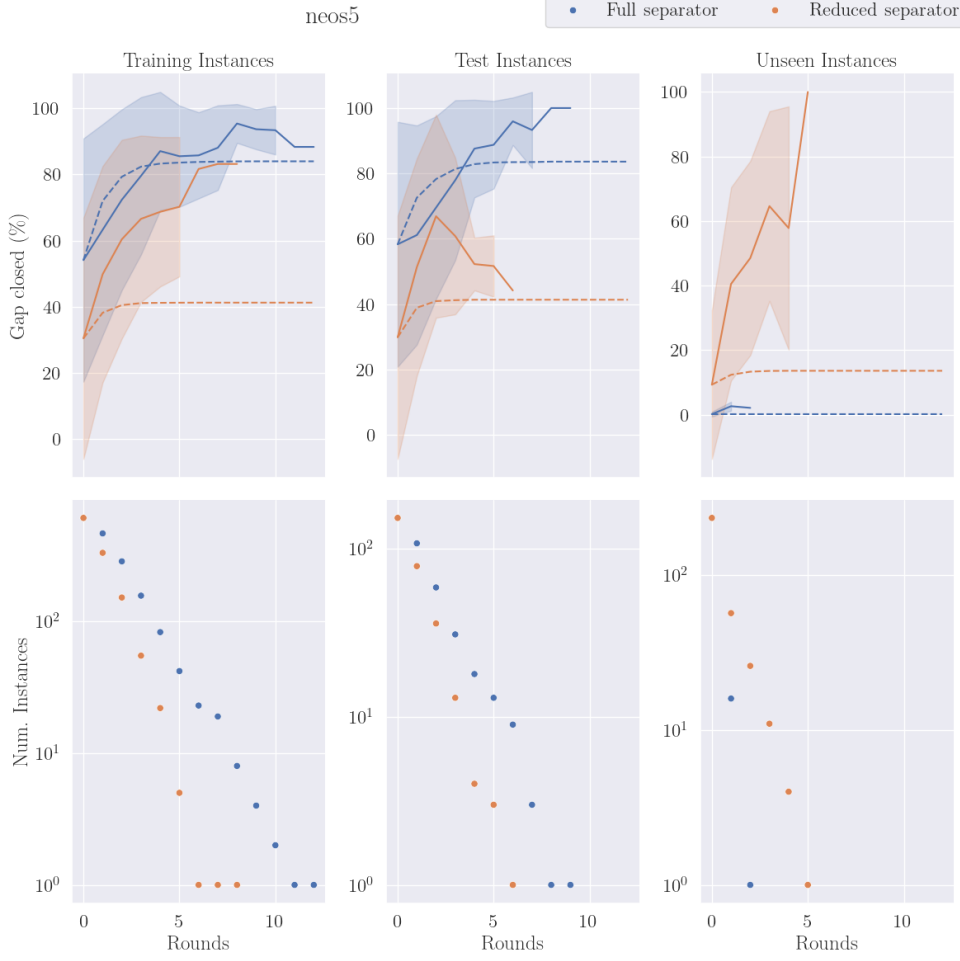 neos5
Full separator
Reduced separator
Training Instances
Test Instances
Unseen Instances
Gap closed (%)
100
80
60
40
20
0
100
80
60
40
20
0
100
80
60
40
20
0
Num. Instances
10^2
10^1
10^0
10^2
10^1
10^0
10^2
10^1
10^0
0 5 10
0 5 10
0 5 10
Rounds
Rounds
Rounds